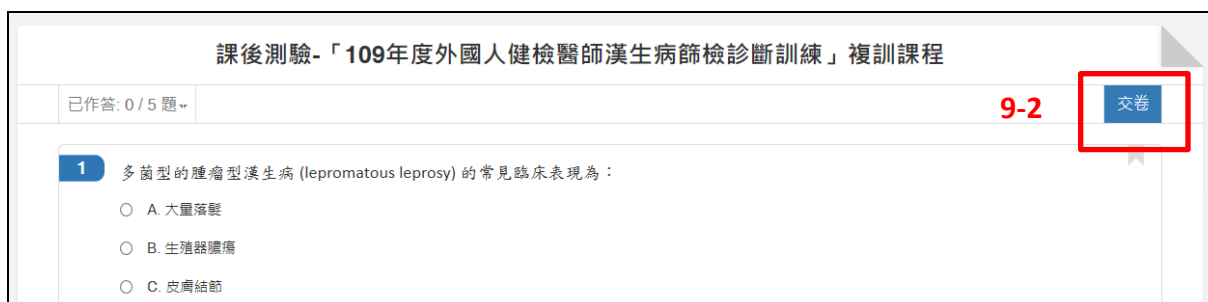 課後測驗-「109年度外國人健檢醫師漢生病篩檢診斷訓練」複訓課程
已作答: 0 / 5 題
9-2
交卷
1 多菌型的腫瘤型漢生病 (lepromatous leprosy) 的常見臨床表現為：
A. 大量落髮
B. 生殖器膿瘍
C. 皮膚結節